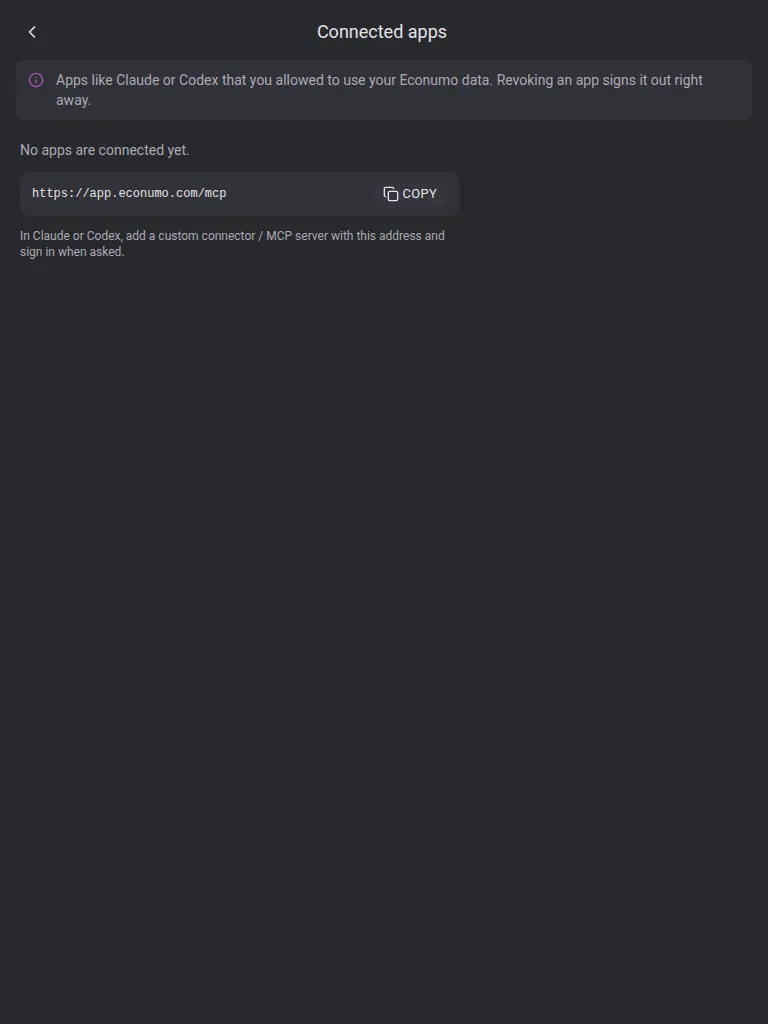 Connected apps
Apps like Claude or Codex that you allowed to use your Econumo data. Revoking an app signs it out right
away.
No apps are connected yet.
https://app.econumo.com/mcp
COPY
In Claude or Codex, add a custom connector / MCP server with this address and
sign in when asked.